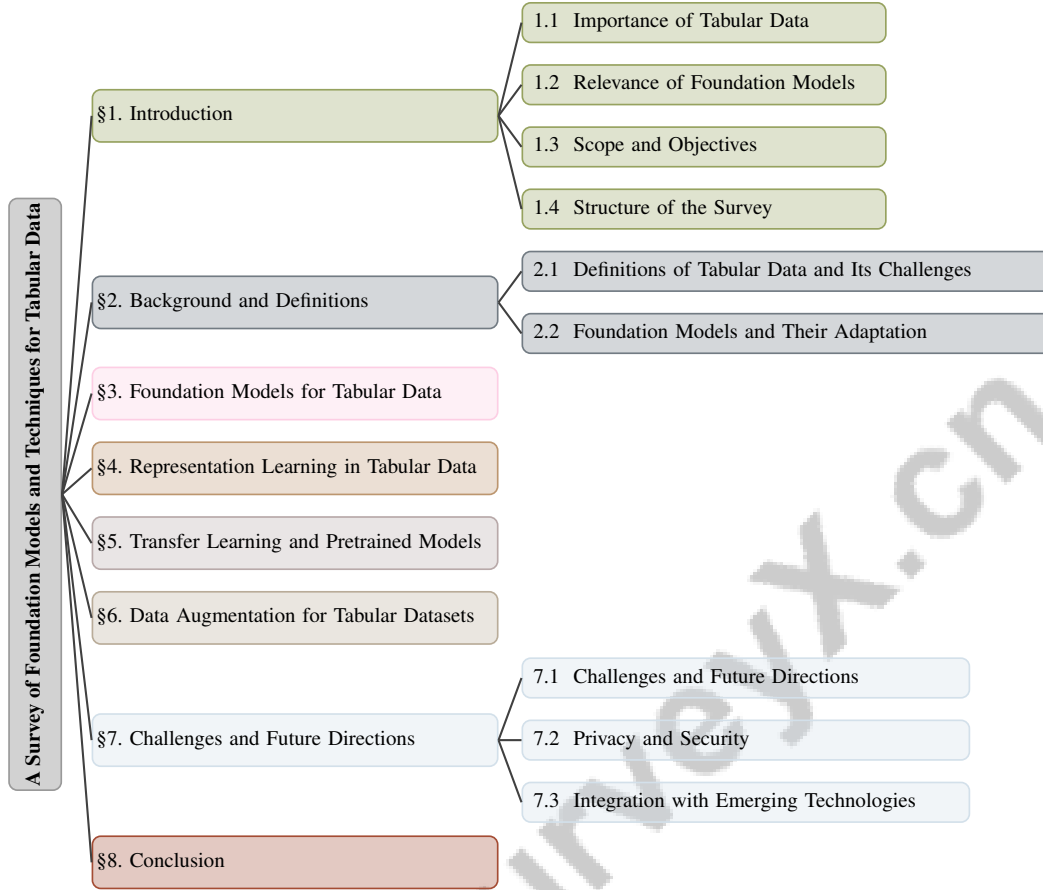 A Survey of Foundation Models and Techniques for Tabular Data
§1. Introduction
1.1 Importance of Tabular Data
1.2 Relevance of Foundation Models
1.3 Scope and Objectives
1.4 Structure of the Survey
§2. Background and Definitions
2.1 Definitions of Tabular Data and Its Challenges
2.2 Foundation Models and Their Adaptation
§3. Foundation Models for Tabular Data
§4. Representation Learning in Tabular Data
§5. Transfer Learning and Pretrained Models
§6. Data Augmentation for Tabular Datasets
§7. Challenges and Future Directions
7.1 Challenges and Future Directions
7.2 Privacy and Security
7.3 Integration with Emerging Technologies
§8. Conclusion
urveyx.cn